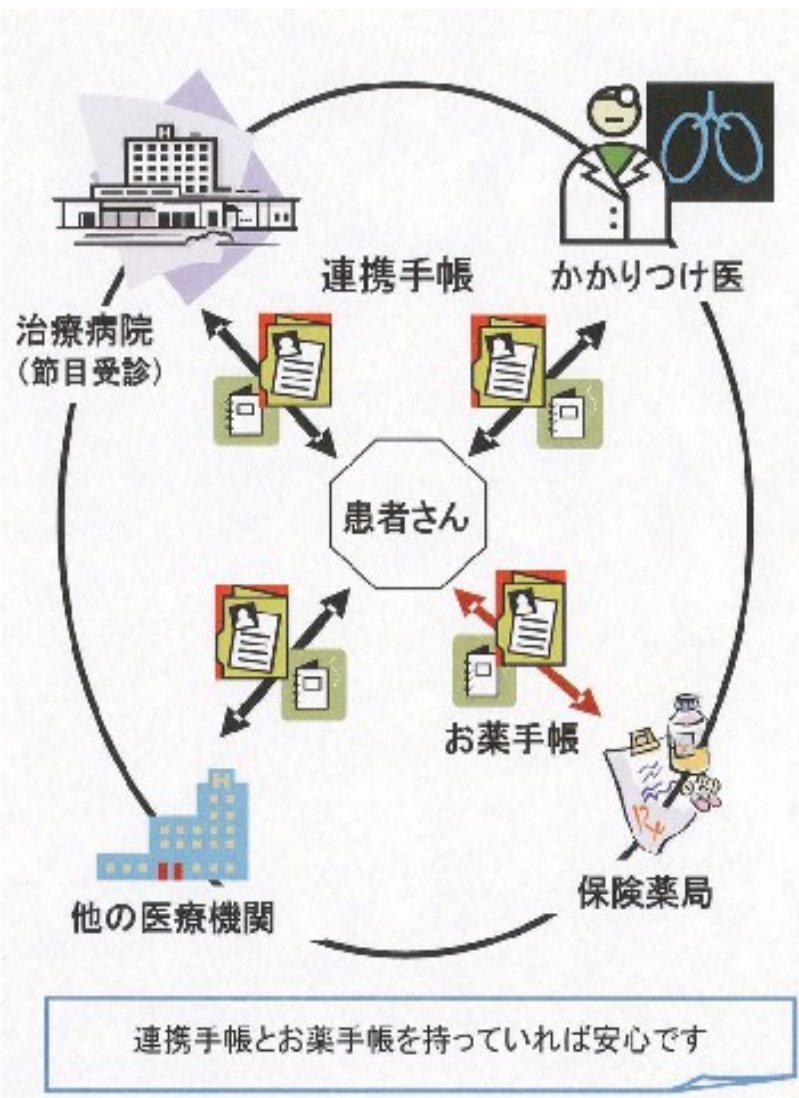 連携手帳
かかりつけ医
治療病院
（節目受診）
患者さん
お薬手帳
保険薬局
他の医療機関
連携手帳とお薬手帳を持っていれば安心です